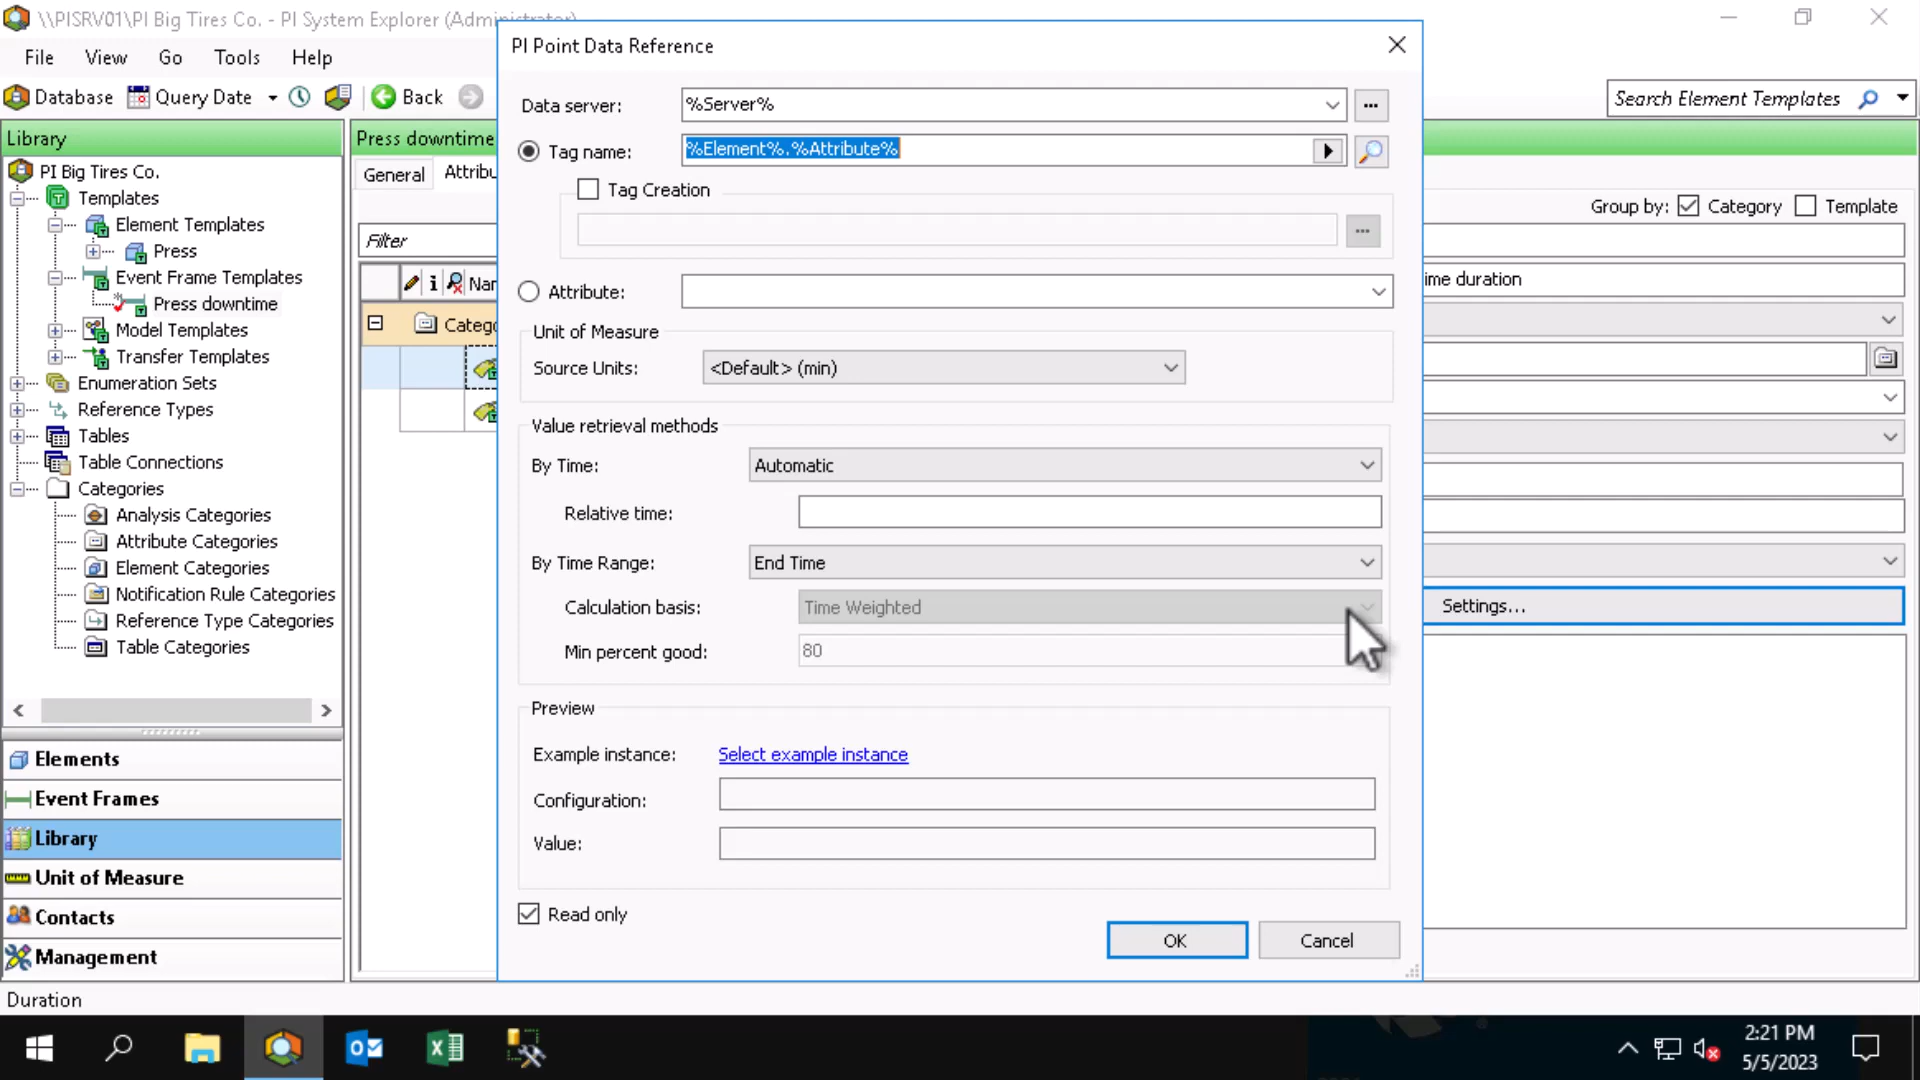 \\PISRV01\PI Big Tires Co. - PI System Explorer (Administrator)
File View Go Tools Help
Database Query Date Back
Search Element Templates
Library
PI Big Tires Co.
Templates
Element Templates
Press
Event Frame Templates
Press downtime
Model Templates
Transfer Templates
Enumeration Sets
Reference Types
Tables
Table Connections
Categories
Analysis Categories
Attribute Categories
Element Categories
Notification Rule Categories
Reference Type Categories
Table Categories
Elements
Event Frames
Library
Unit of Measure
Contacts
Management
Duration
Press downtime
General Attribu
Filter
Nar
Catego
PI Point Data Reference
Data server: %Server%
Tag name: %Element%.%Attribute%
Tag Creation
Attribute:
Unit of Measure
Source Units: <Default> (min)
Value retrieval methods
By Time: Automatic
Relative time:
By Time Range: End Time
Calculation basis: Time Weighted
Min percent good: 80
Preview
Example instance: Select example instance
Configuration:
Value:
Read only
OK Cancel
Group by: Category Template
ime duration
Settings...
2:21 PM
5/5/2023